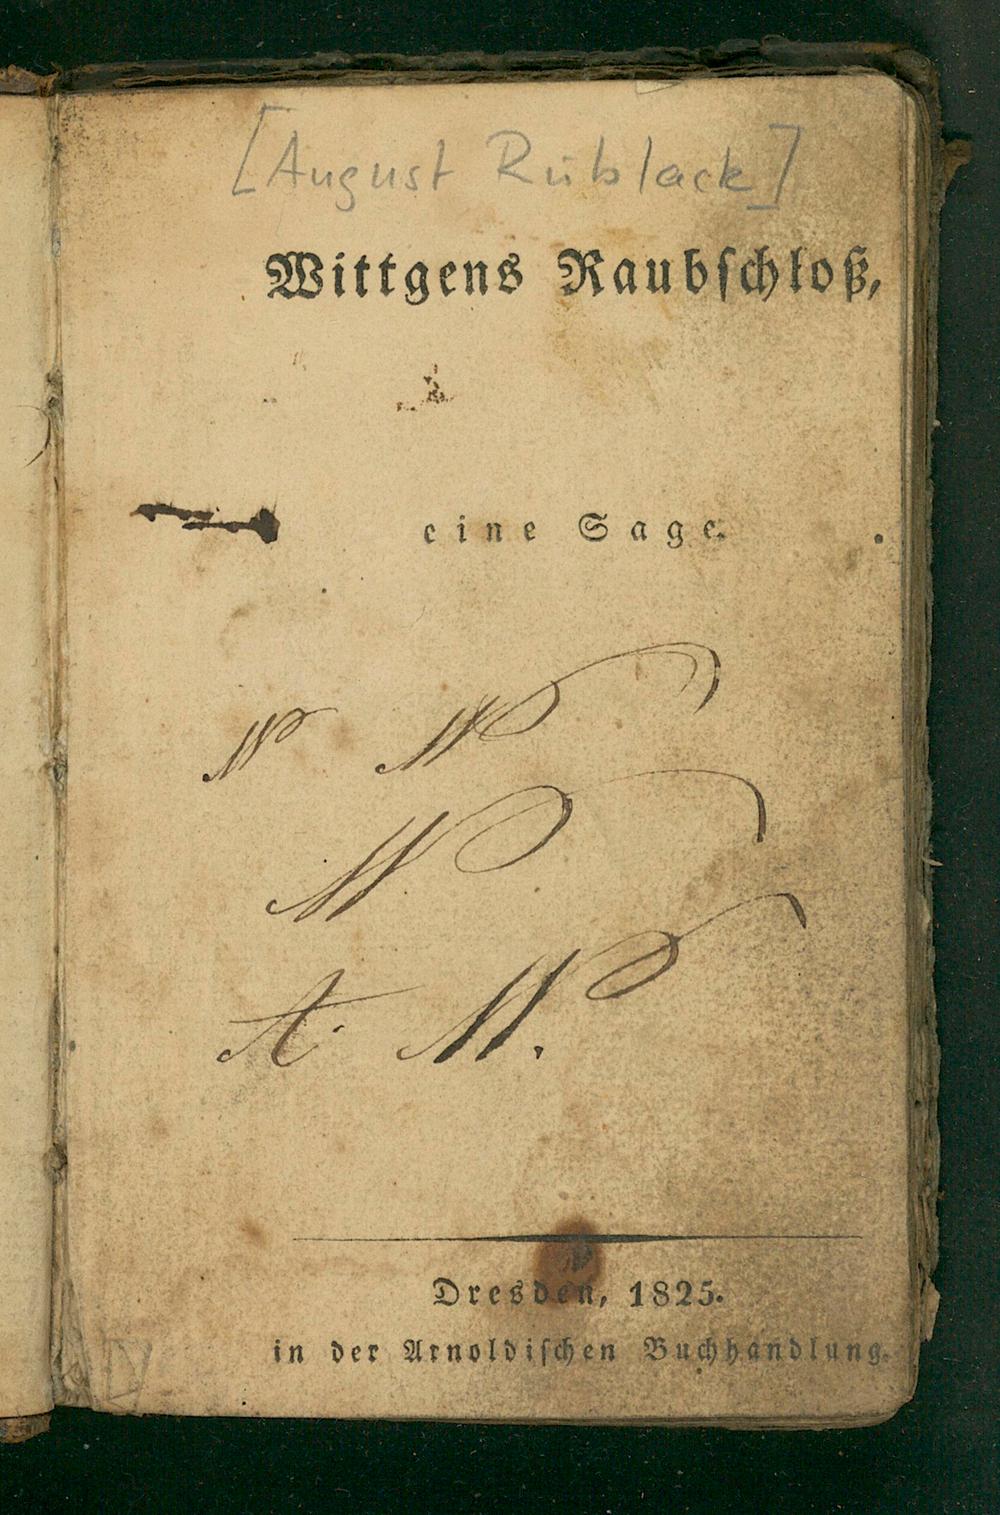 [August Rüblack]
Wittgens Raubſchloß,
eine Sage.
W W
W
A. W.
Dresden, 1825.
in der Arnoldiſchen Buchhandlung.